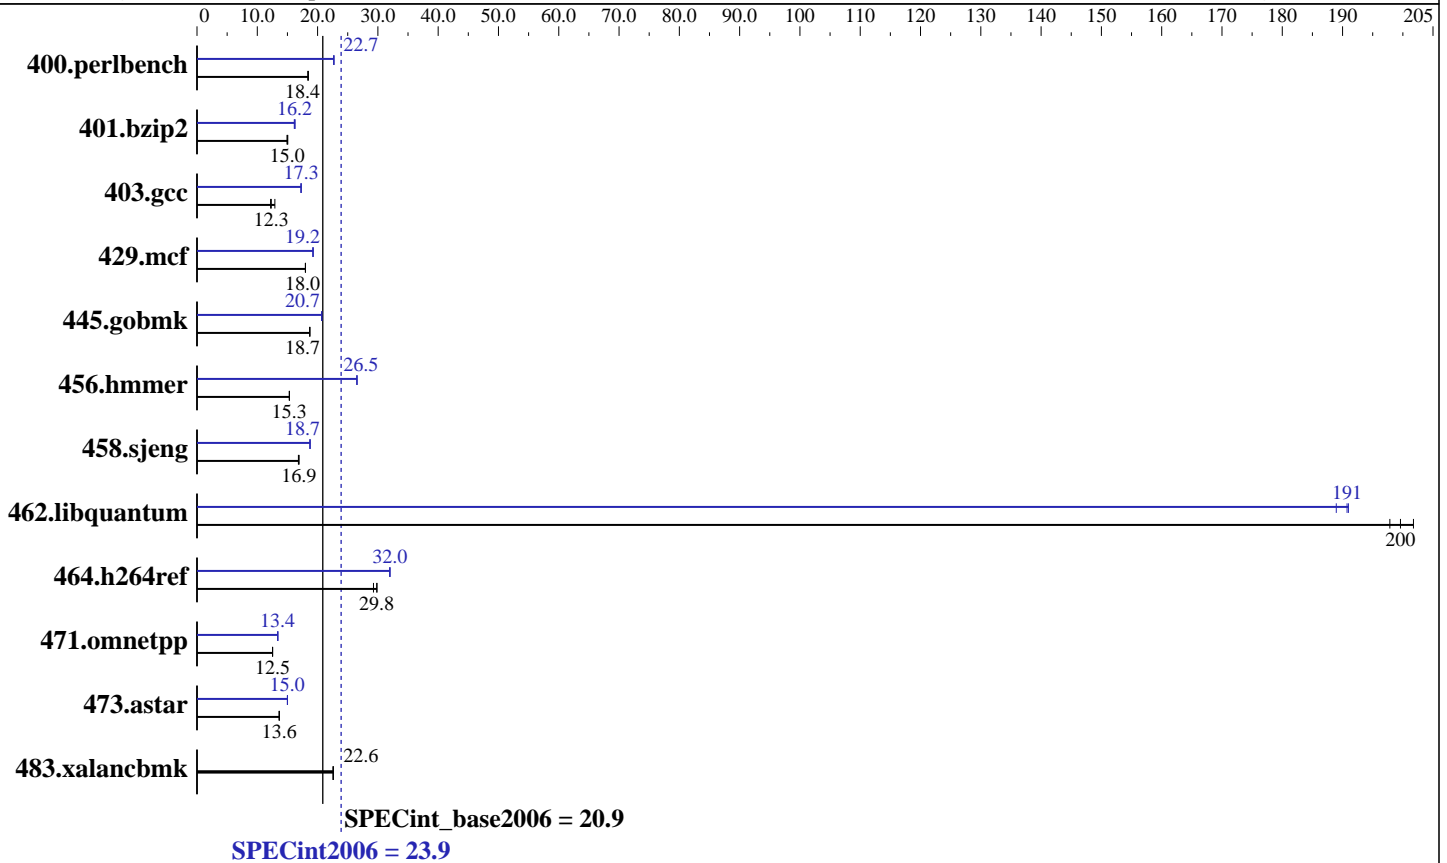 0 10.0 20.0 30.0 40.0 50.0 60.0 70.0 80.0 90.0 100 110 120 130 140 150 160 170 180 190 205
22.7
400.perlbench
18.4
16.2
401.bzip2
15.0
17.3
403.gcc
12.3
19.2
429.mcf
18.0
20.7
445.gobmk
18.7
26.5
456.hmmer
15.3
18.7
458.sjeng
16.9
191
462.libquantum
200
32.0
464.h264ref
29.8
13.4
471.omnetpp
12.5
15.0
473.astar
13.6
22.6
483.xalancbmk
SPECint_base2006 = 20.9
SPECint2006 = 23.9